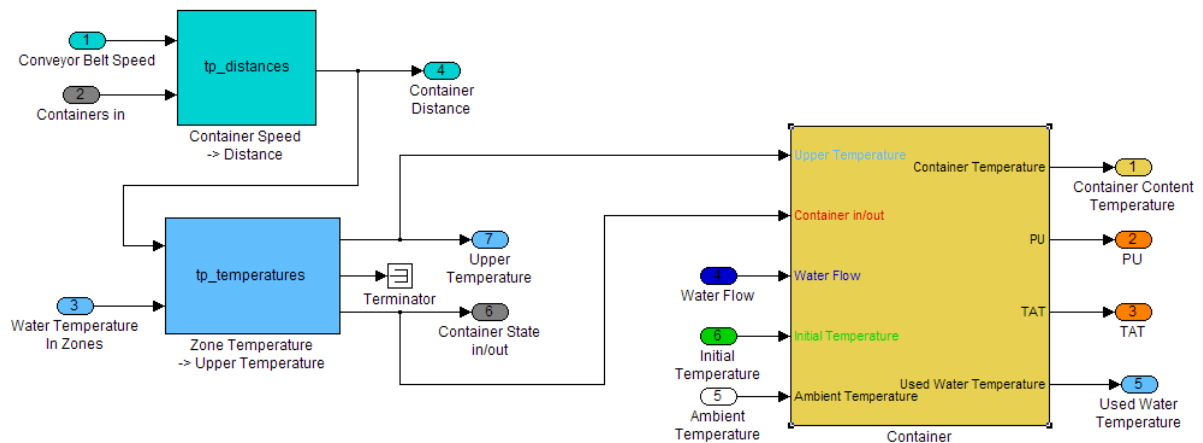 1
Conveyor Belt Speed
2
Containers in
tp_distances
Container Speed
-> Distance
4
Container
Distance
3
Water Temperature
In Zones
tp_temperatures
Zone Temperature
-> Upper Temperature
7
Upper
Temperature
Terminator
6
Container State
in/out
4
Water Flow
6
Initial
Temperature
5
Ambient
Temperature
Upper Temperature
Container in/out
Water Flow
Initial Temperature
Ambient Temperature
Container Temperature
PU
TAT
Used Water Temperature
Container
1
Container Content
Temperature
2
PU
3
TAT
5
Used Water
Temperature